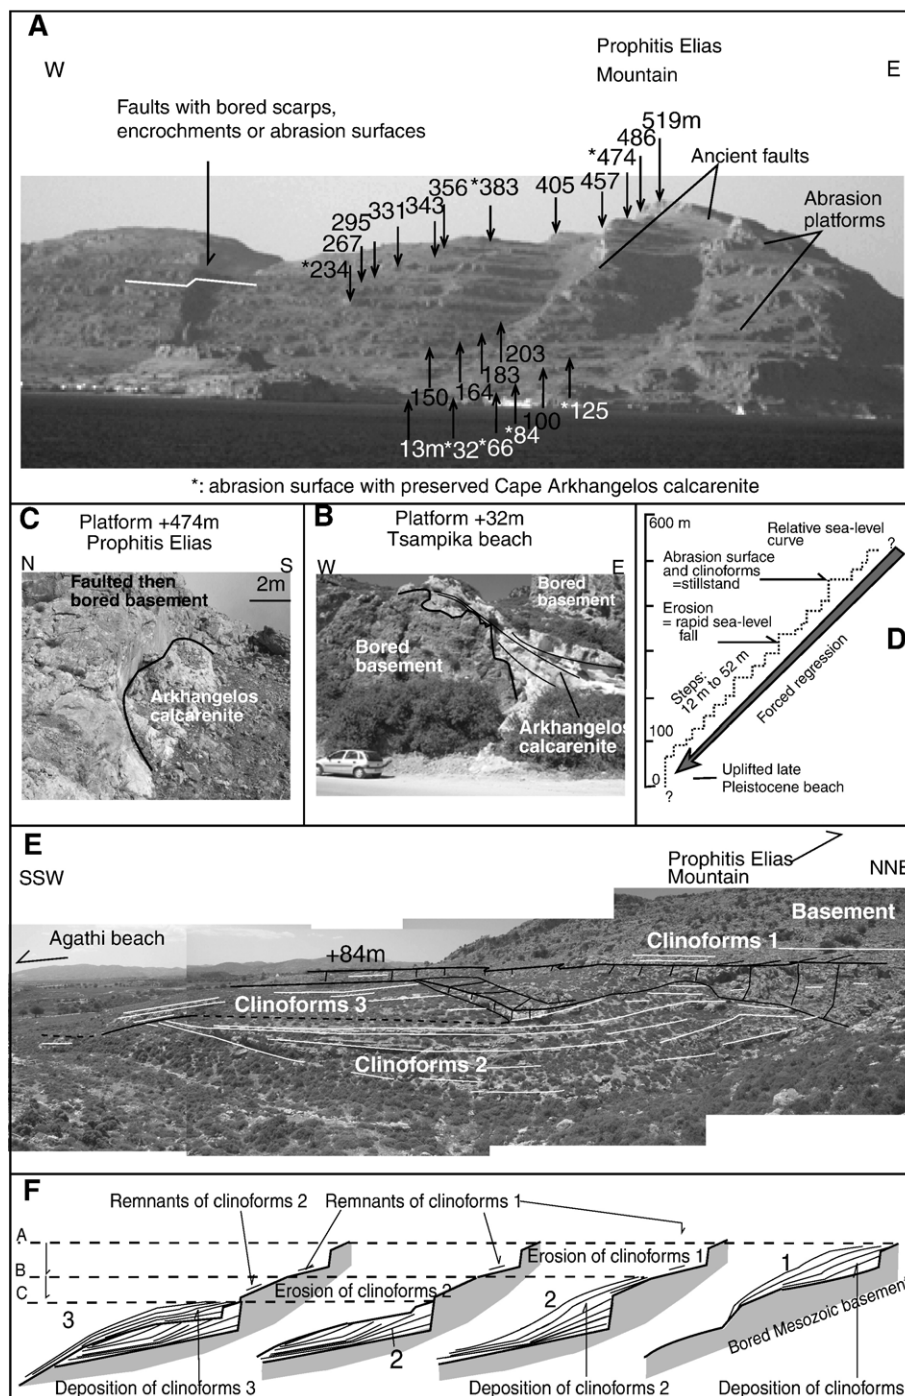 A
W
Prophitis Elias
Mountain
E
Faults with bored scarps,
encrochments or abrasion surfaces
519m
486
*474
457
405
*383
356
343
331
295
267
*234
Ancient faults
Abrasion
platforms
203
183
164
150
*125
100
*84
*66
*32
13m
*: abrasion surface with preserved Cape Arkhangelos calcarenite
C
Platform +474m
Prophitis Elias
N
S
Faulted then
bored basement
2m
Arkhangelos
calcarenite
B
Platform +32m
Tsampika beach
W
E
Bored
basement
Bored
basement
Arkhangelos
calcarenite
D
600 m
Relative sea-level
curve
?
Abrasion surface
and clinoforms
=stillstand
Erosion
= rapid sea-level
fall
Steps:
12 m to 52 m
Forced regression
100
0
?
Uplifted late
Pleistocene beach
E
SSW
Prophitis Elias
Mountain
NNE
Agathi beach
+84m
Basement
Clinoforms 1
Clinoforms 3
Clinoforms 2
F
Remnants of clinoforms 2
Remnants of clinoforms 1
A
B
C
Erosion of clinoforms 1
Erosion of clinoforms 2
3
2
2
1
Bored Mesozoic basement
Deposition of clinoforms 3
Deposition of clinoforms 2
Deposition of clinoforms